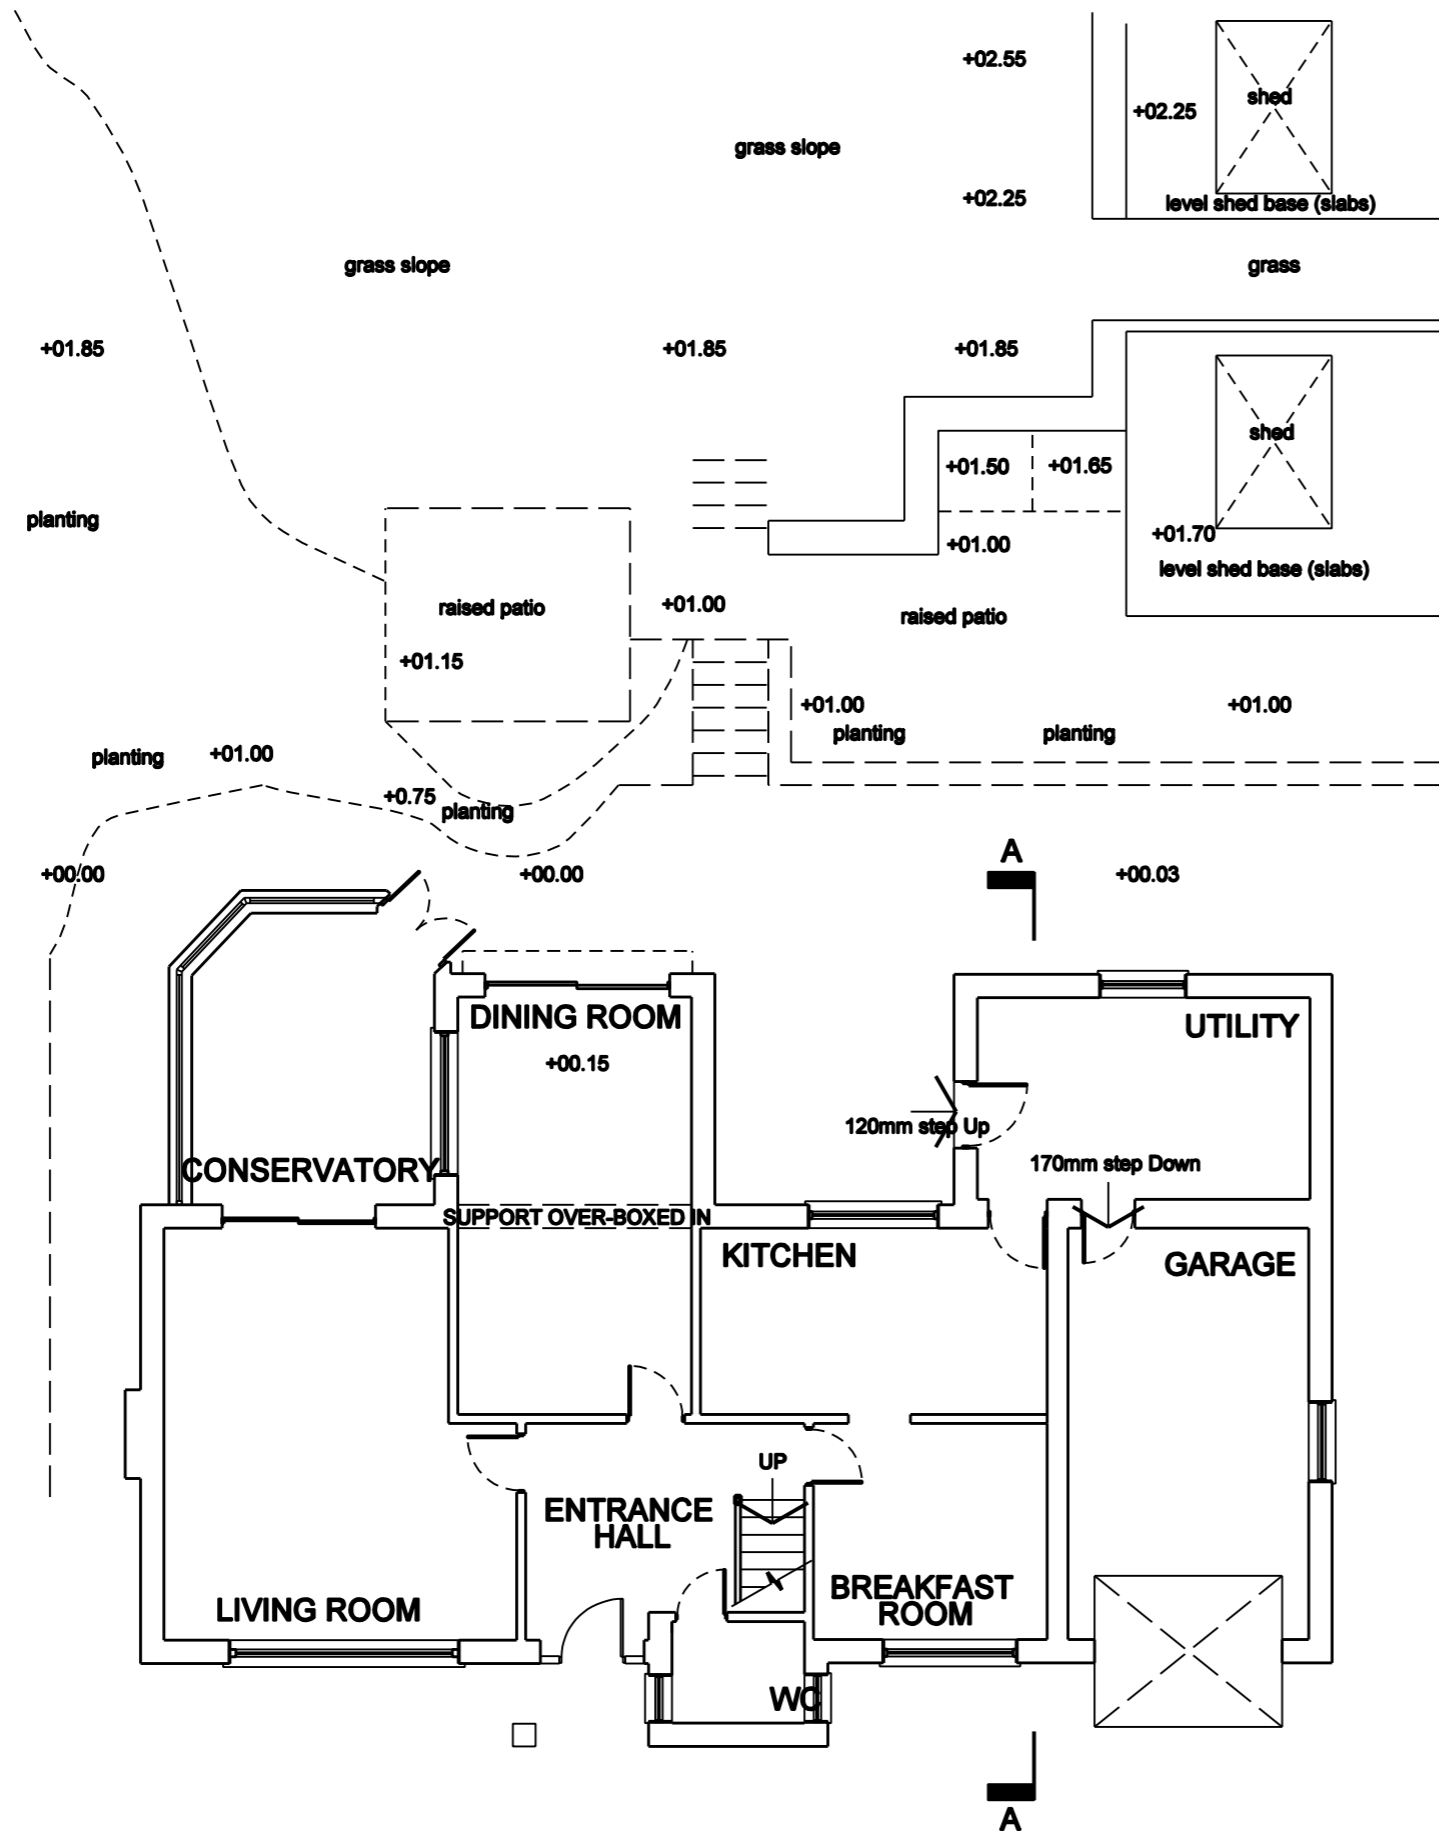 +02.55
shed
+02.25
grass slope
+02.25
level shed base (slabs)
grass slope
grass
+01.85
+01.85
+01.85
shed
+01.50
+01.65
planting
+01.70
+01.00
level shed base (slabs)
raised patio
+01.00
raised patio
+01.15
+01.00
+01.00
planting
planting
planting
+01.00
+0.75
planting
+00.00
+00.00
A
+00.03
DINING ROOM
UTILITY
+00.15
120mm step Up
170mm step Down
CONSERVATORY
SUPPORT OVER-BOXED IN
KITCHEN
GARAGE
UP
ENTRANCE
HALL
BREAKFAST
ROOM
LIVING ROOM
WC
A